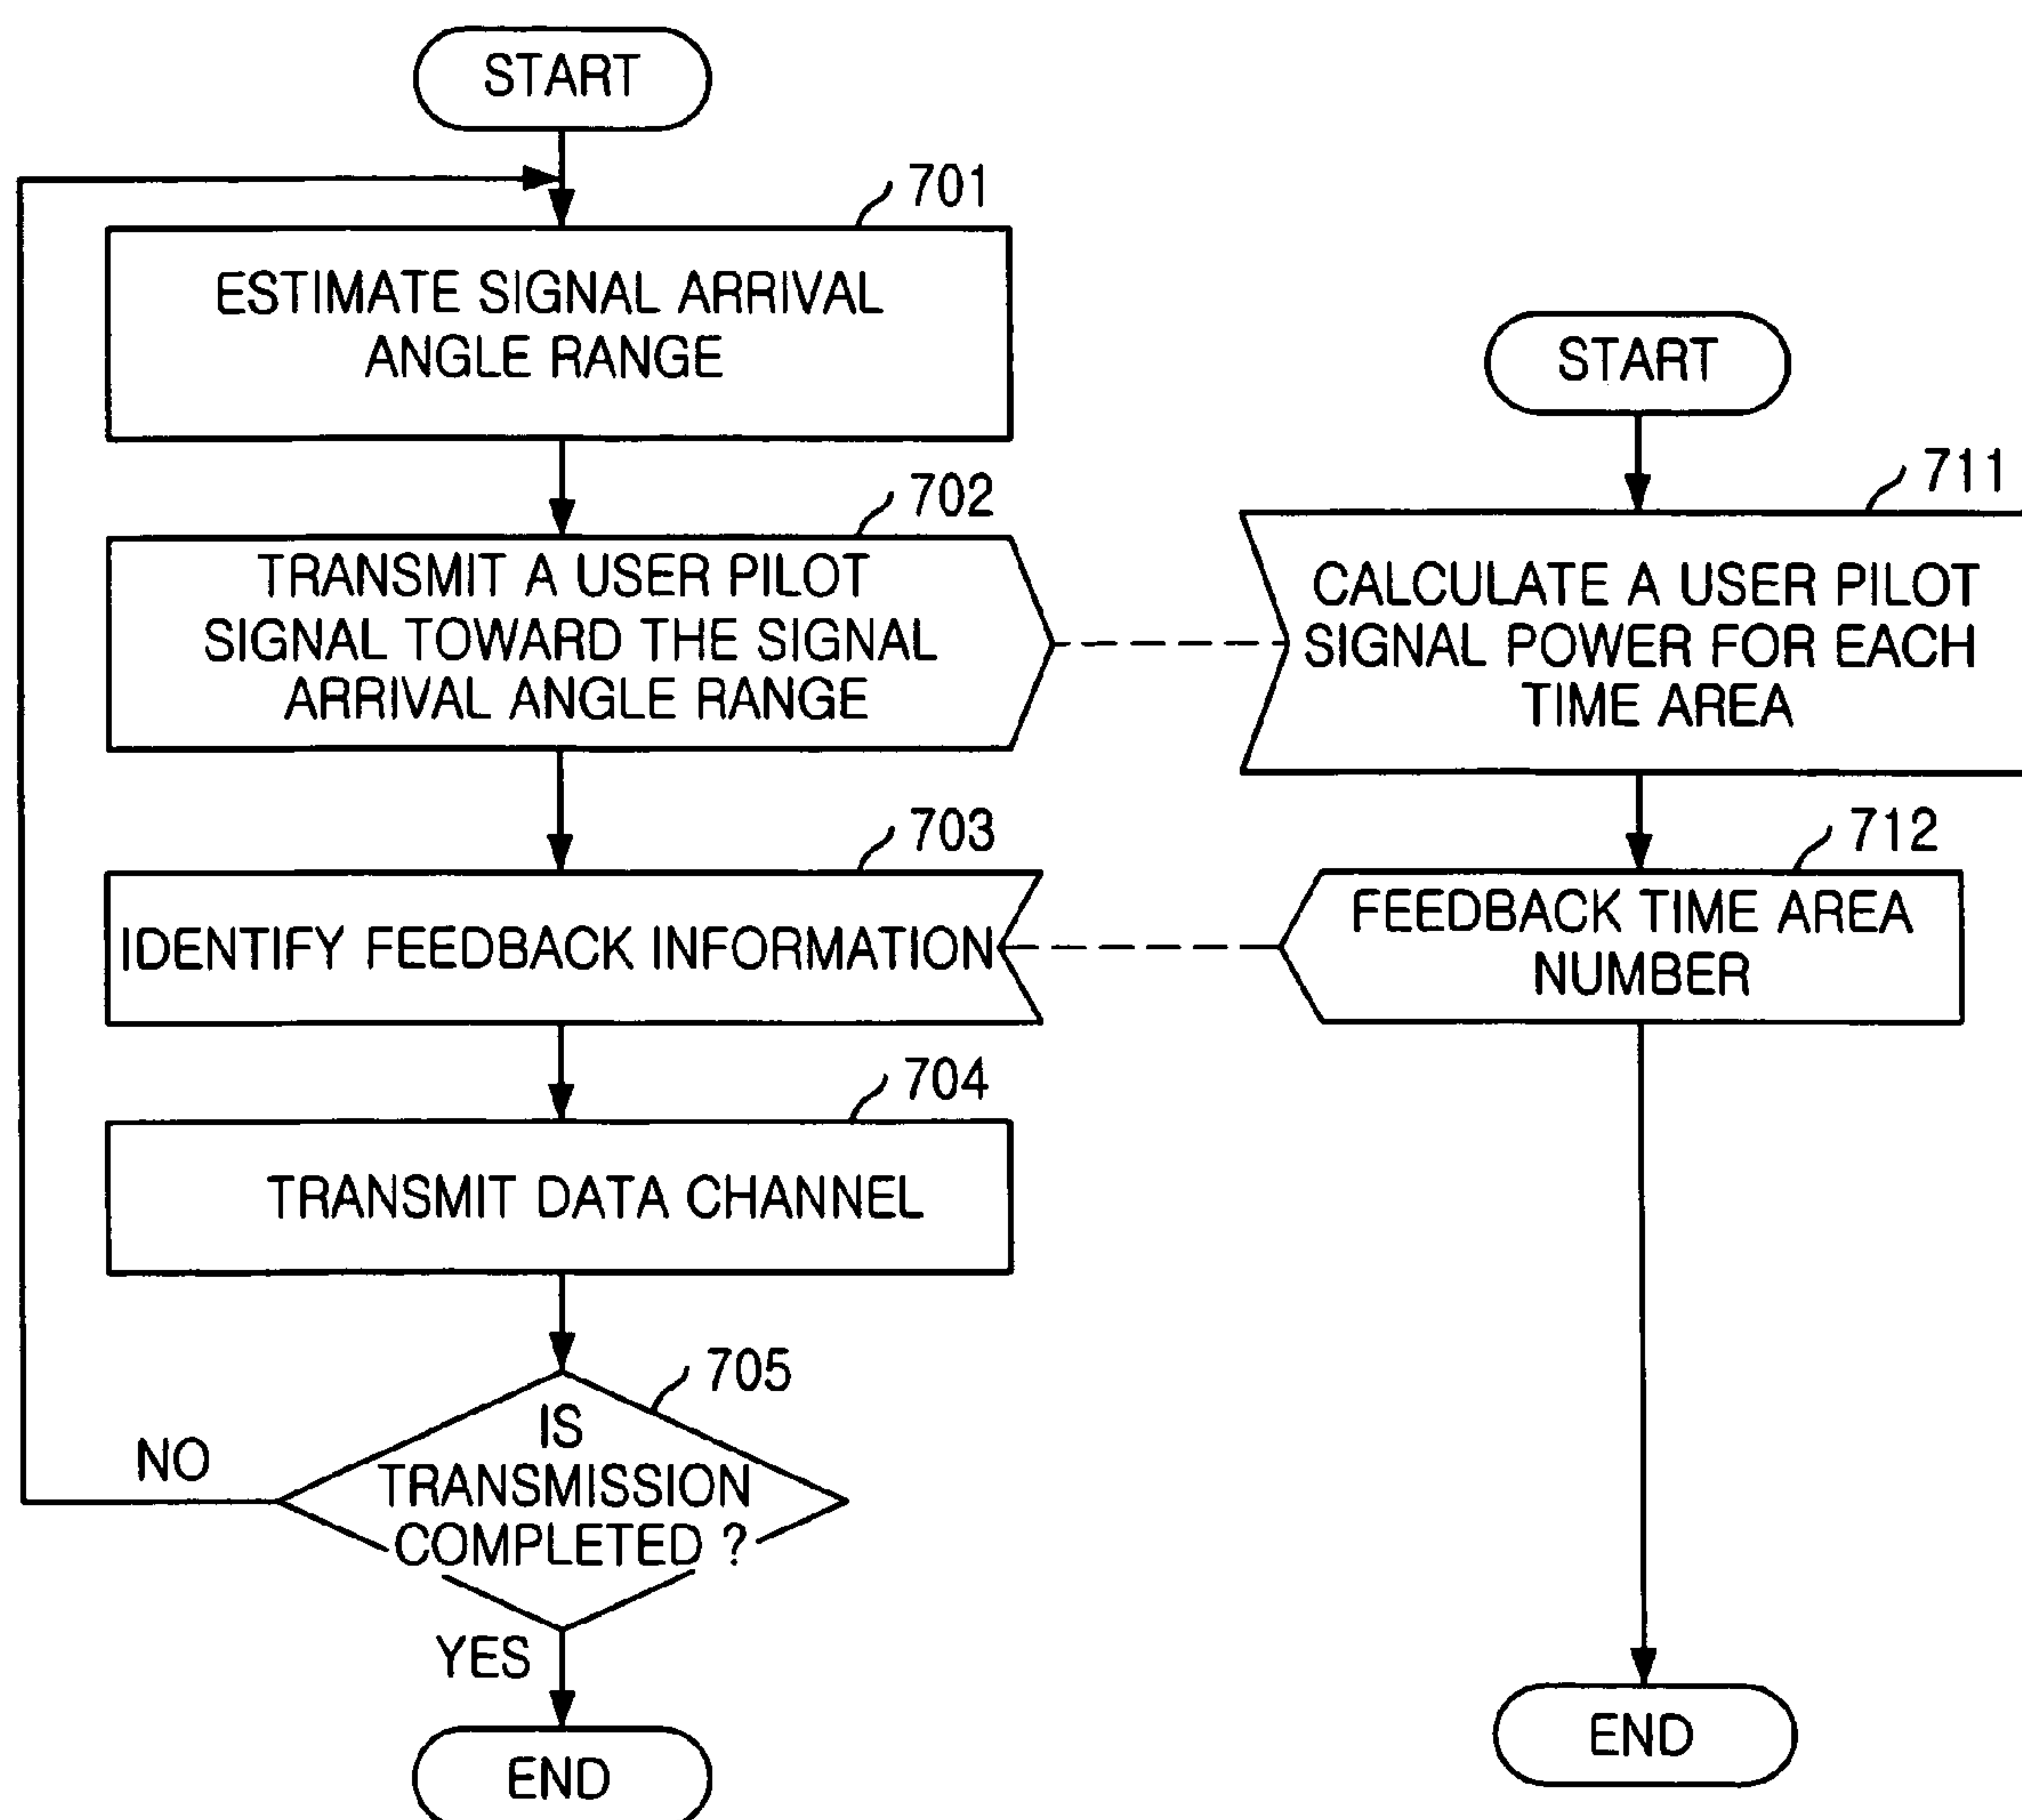 START
701
ESTIMATE SIGNAL ARRIVAL
ANGLE RANGE
702
TRANSMIT A USER PILOT
SIGNAL TOWARD THE SIGNAL
ARRIVAL ANGLE RANGE
703
IDENTIFY FEEDBACK INFORMATION
704
TRANSMIT DATA CHANNEL
705
IS
TRANSMISSION
COMPLETED ?
NO
YES
END
START
711
CALCULATE A USER PILOT
SIGNAL POWER FOR EACH
TIME AREA
712
FEEDBACK TIME AREA
NUMBER
END